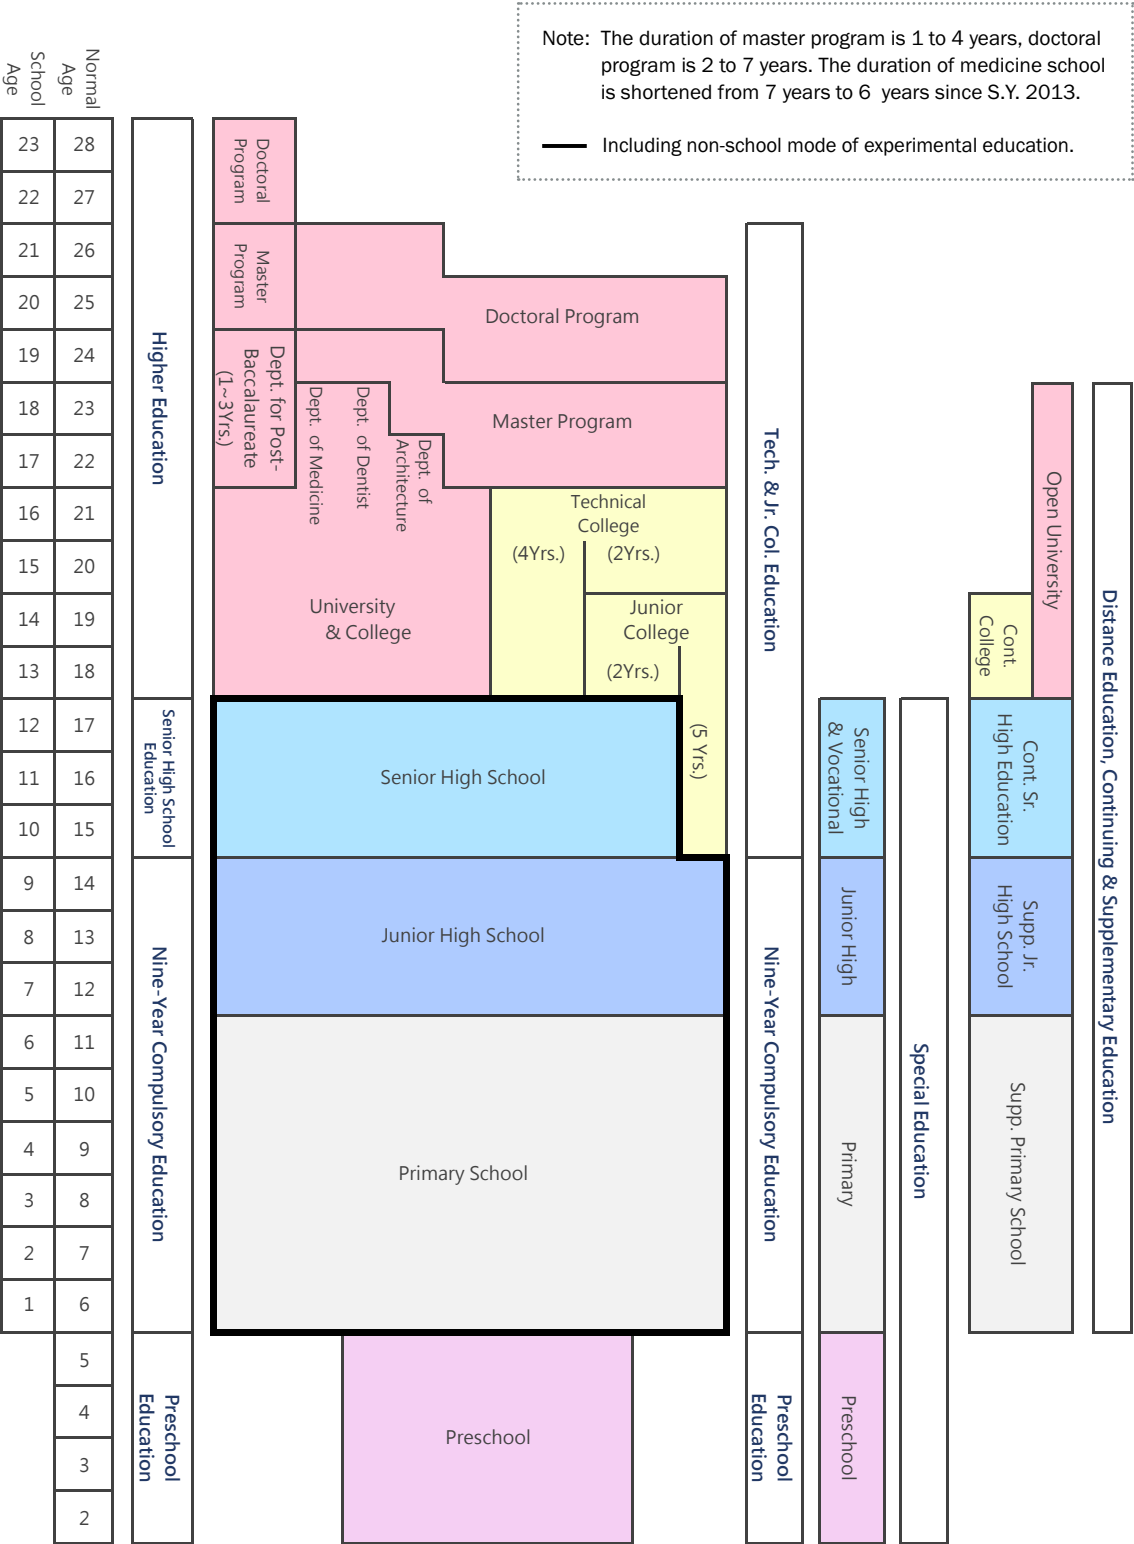 Note: The duration of master program is 1 to 4 years, doctoral
program is 2 to 7 years. The duration of medicine school
is shortened from 7 years to 6 years since S.Y. 2013.
Including non-school mode of experimental education.
School
Age
Normal
Age
23 28
22 27
21 26
20 25
19 24
18 23
17 22
16 21
15 20
14 19
13 18
12 17
11 16
10 15
9 14
8 13
7 12
6 11
5 10
4 9
3 8
2 7
1 6
5
4
3
2
Higher Education
Senior High School
Education
Nine-Year Compulsory Education
Preschool
Education
Doctoral
Program
Master
Program
Dept. for Post-
Baccalaureate
(1~3Yrs.)
Dept. of Medicine
Dept. of Dentist
Dept. of
Architecture
Doctoral Program
Master Program
University
& College
Technical
College
(4Yrs.)
(2Yrs.)
Junior
College
(2Yrs.)
(5 Yrs.)
Senior High School
Junior High School
Primary School
Preschool
Tech. & Jr. Col. Education
Nine-Year Compulsory Education
Preschool
Education
Senior High
& Vocational
Junior High
Primary
Preschool
Special Education
Open University
Cont.
College
Cont. Sr.
High Education
Supp. Jr.
High School
Supp. Primary School
Distance Education, Continuing & Supplementary Education